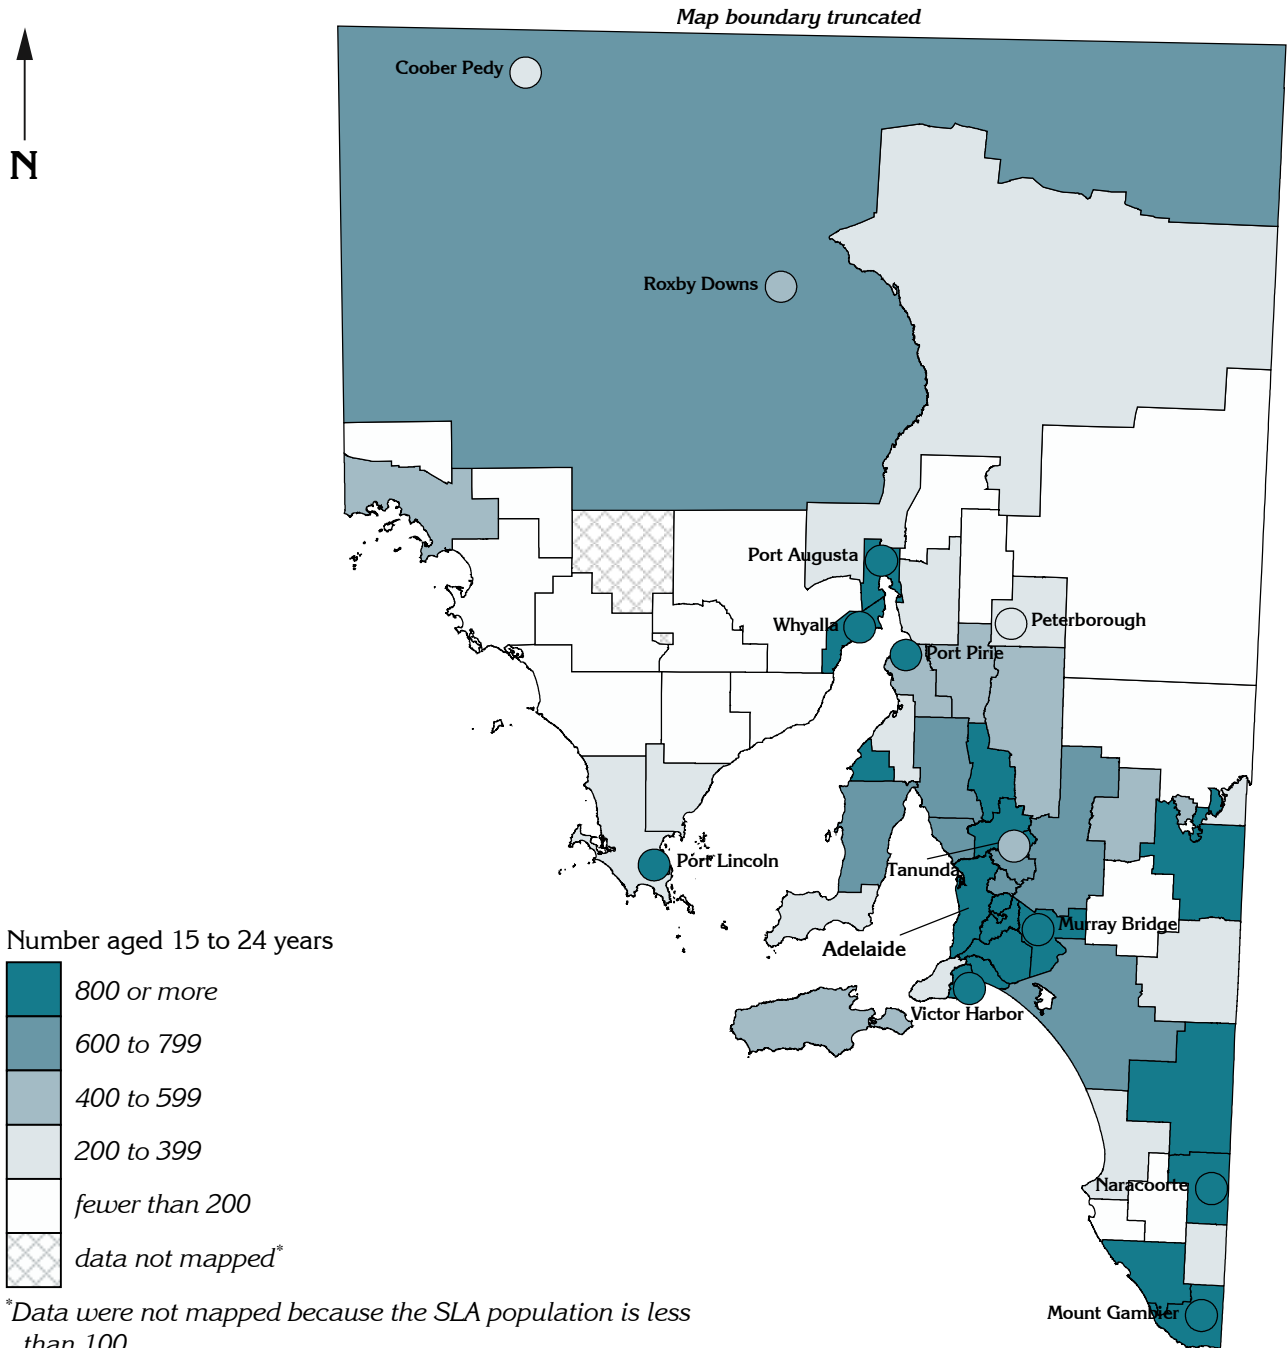 Map boundary truncated
Coober Pedy
N
Roxby Downs
Port Augusta
Whyalla
Peterborough
Port Pirie
Port Lincoln
Tanunda
Murray Bridge
Adelaide
Victor Harbor
Naracoorte
Mount Gambier
Number aged 15 to 24 years
800 or more
600 to 799
400 to 599
200 to 399
fewer than 200
data not mapped*
*Data were not mapped because the SLA population is less
than 100